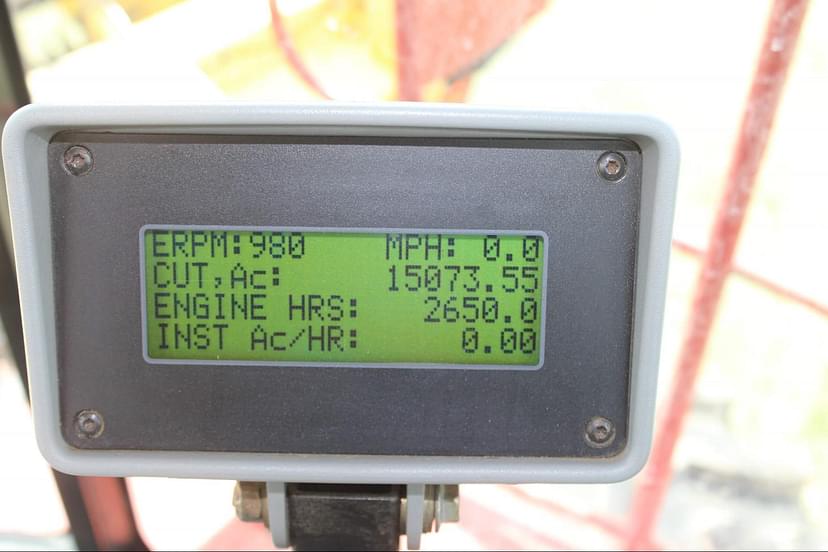 ERPM:980 MPH: 0.0
CUT,Ac: 15073.55
ENGINE HRS: 2650.0
INST Ac/HR: 0.00